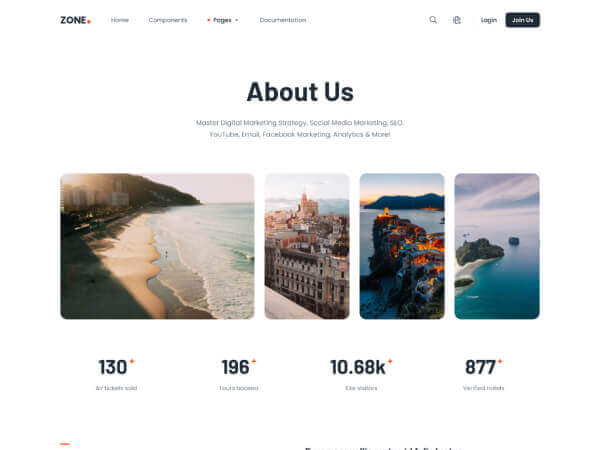 ZONE.
Home
Components
Pages
Documentation
Login
Join Us
About Us
Master Digital Marketing Strategy, Social Media Marketing, SEO,
YouTube, Email, Facebook Marketing, Analytics & More!
130+
196+
10.68k+
877+
Air tickets sold
Tours booked
Site visitors
Verified hotels